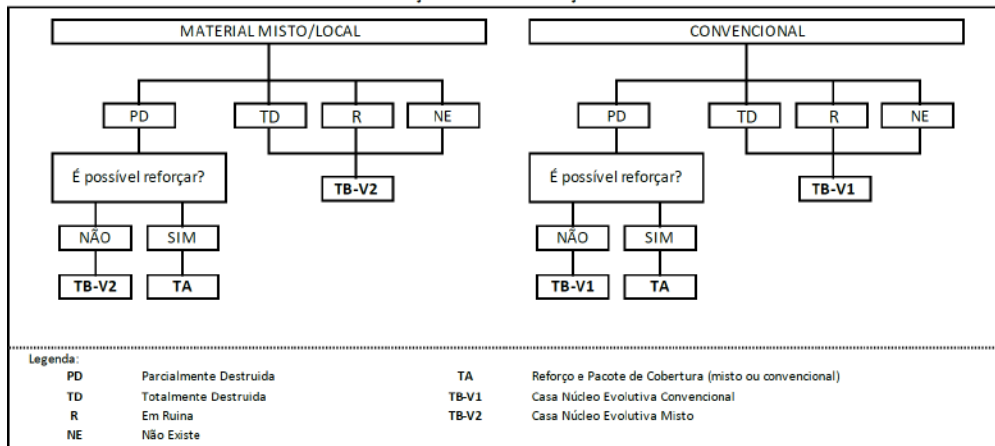 MATERIAL MISTO/LOCAL
CONVENCIONAL
PD
TD
R
NE
PD
TD
R
NE
É possível reforçar?
TB-V2
É possível reforçar?
TB-V1
NÃO
SIM
NÃO
SIM
TB-V2
TA
TB-V1
TA
Legenda:
PD Parcialmente Destruida TA Reforço e Pacote de Cobertura (misto ou convencional)
TD Totalmente Destruida TB-V1 Casa Núcleo Evolutiva Convencional
R Em Ruina TB-V2 Casa Núcleo Evolutiva Misto
NE Não Existe